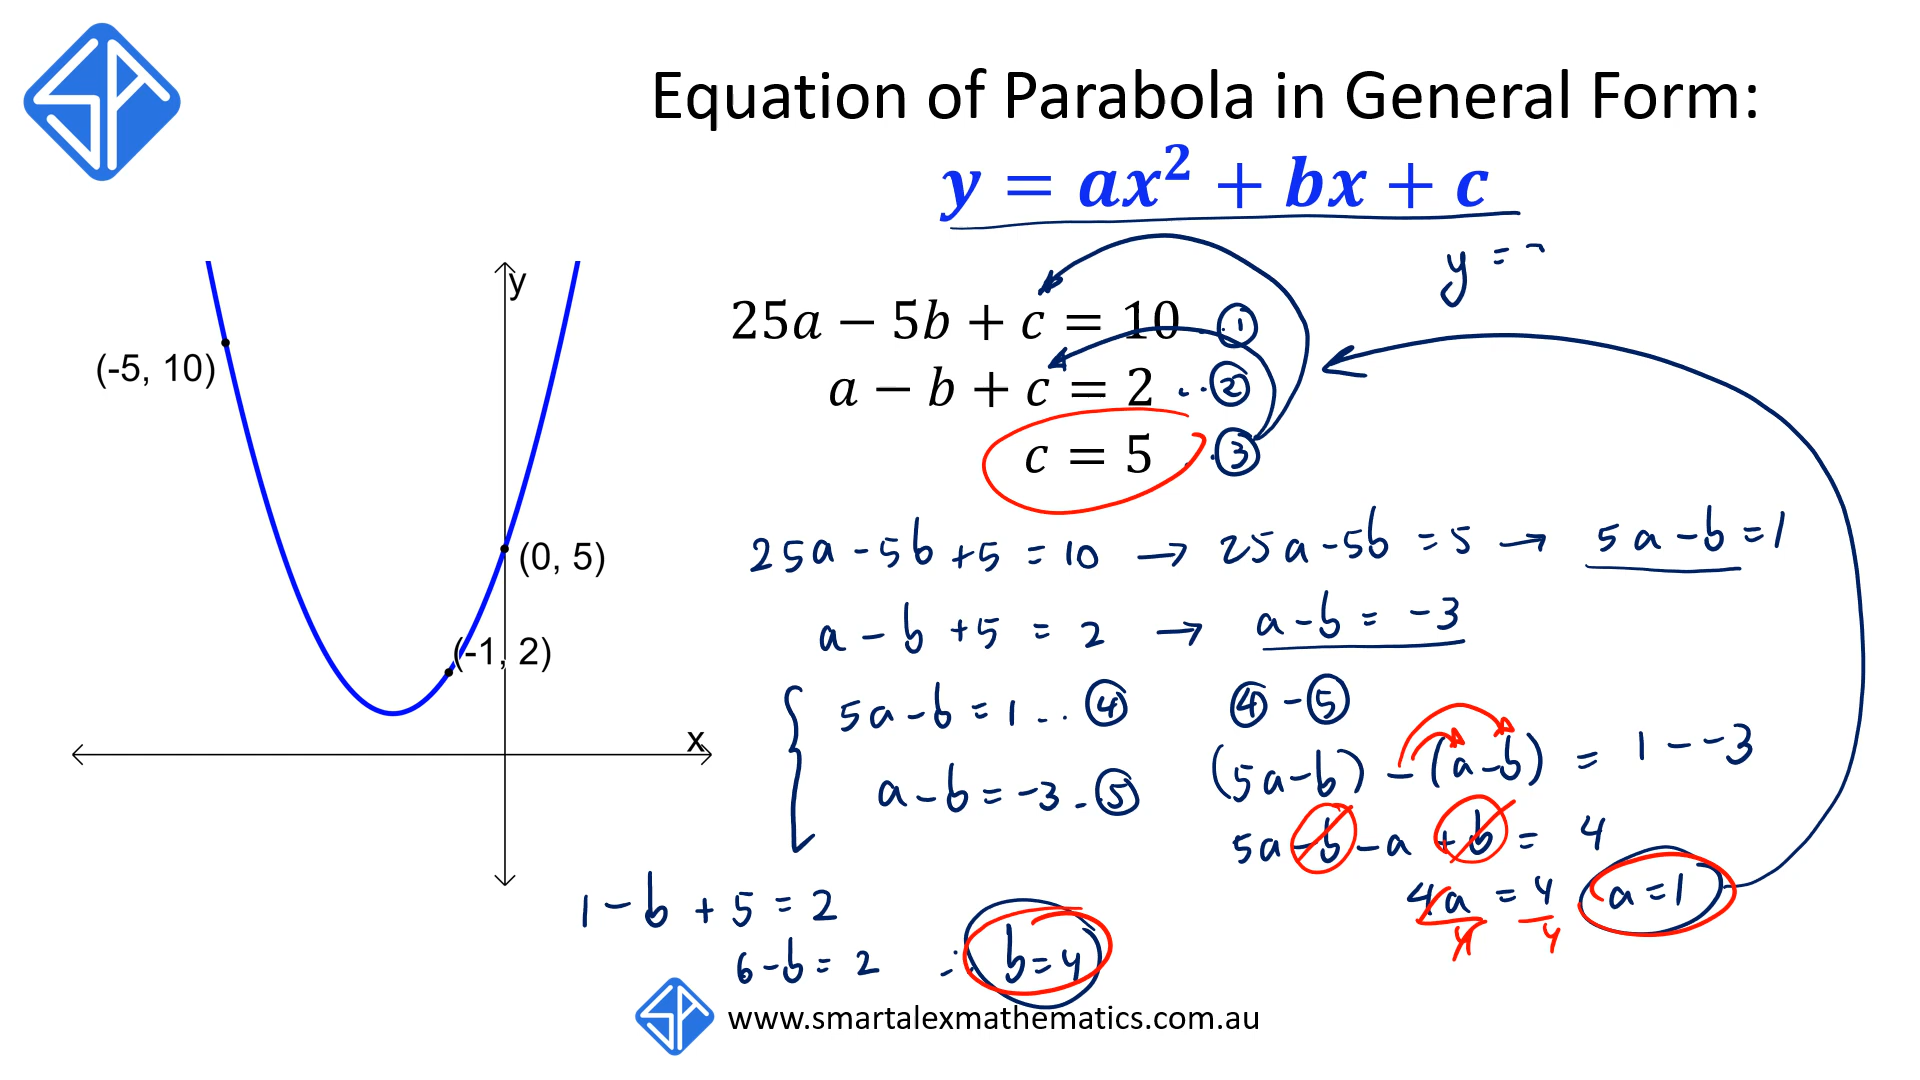 Equation of Parabola in General Form:
y = ax² + bx + c
y =
25a − 5b + c = 10 ..①
a − b + c = 2 ..②
c = 5 ..③
y
(-5, 10)
(0, 5)
(-1, 2)
x
25a - 5b + 5 = 10 → 25a - 5b = 5 → 5a - b = 1
a - b + 5 = 2 → a - b = -3
5a - b = 1 ... ④
a - b = -3 - ⑤
④ - ⑤
(5a - b) - (a - b) = 1 - -3
5a - b - a + b = 4
4a/4 = 4/4 a = 1
1 - b + 5 = 2
6 - b = 2 ∴ b = 4
www.smartalexmathematics.com.au